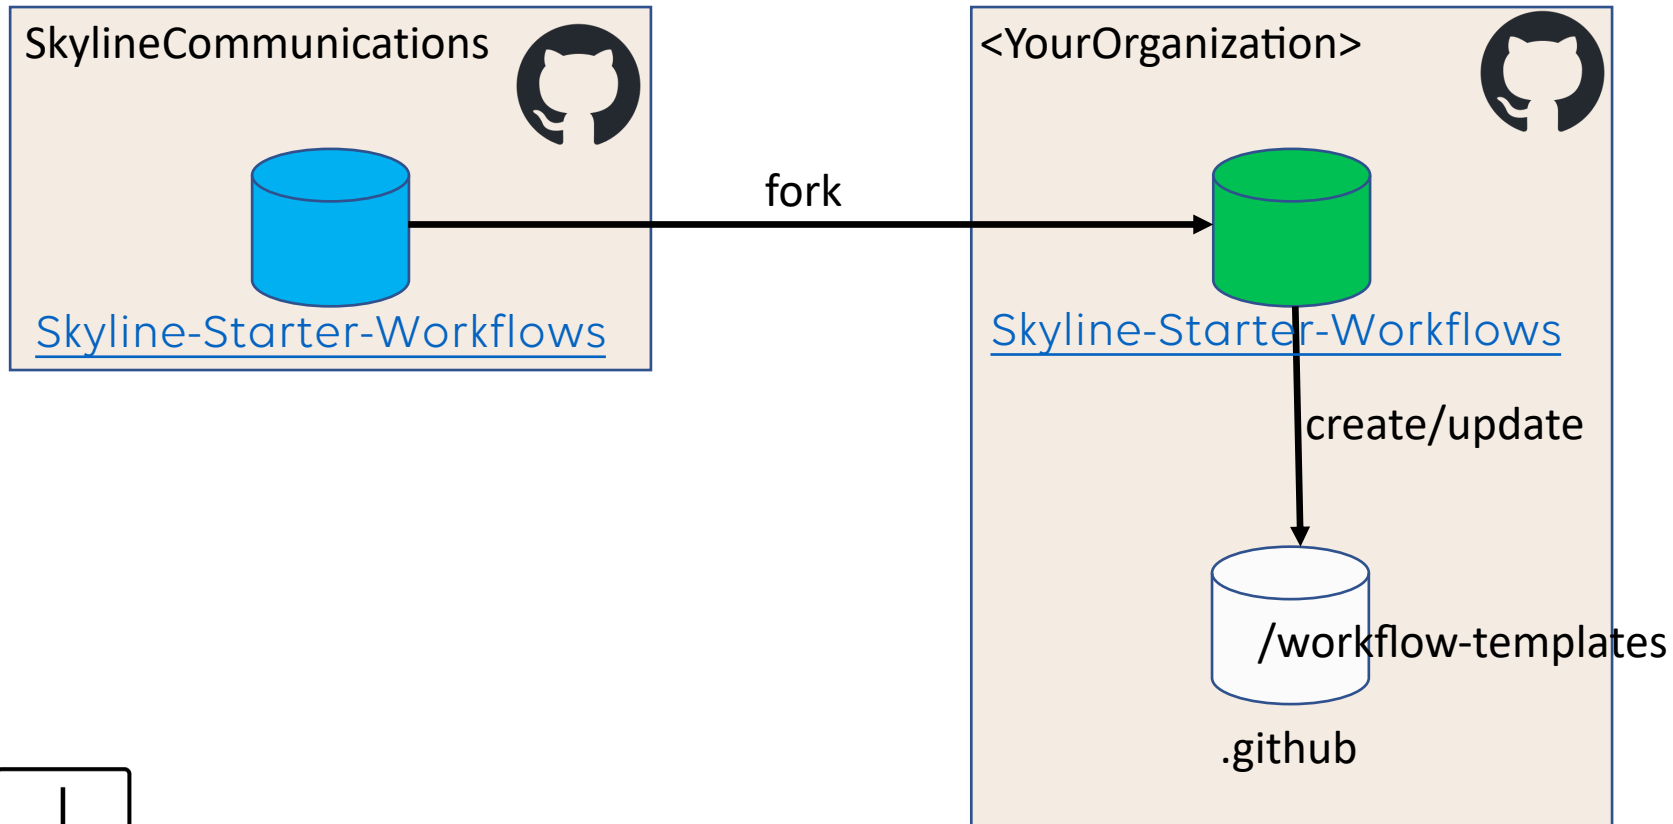 SkylineCommunications
<YourOrganization>
fork
Skyline-Starter-Workflows
Skyline-Starter-Workflows
create/update
/workflow-templates
.github